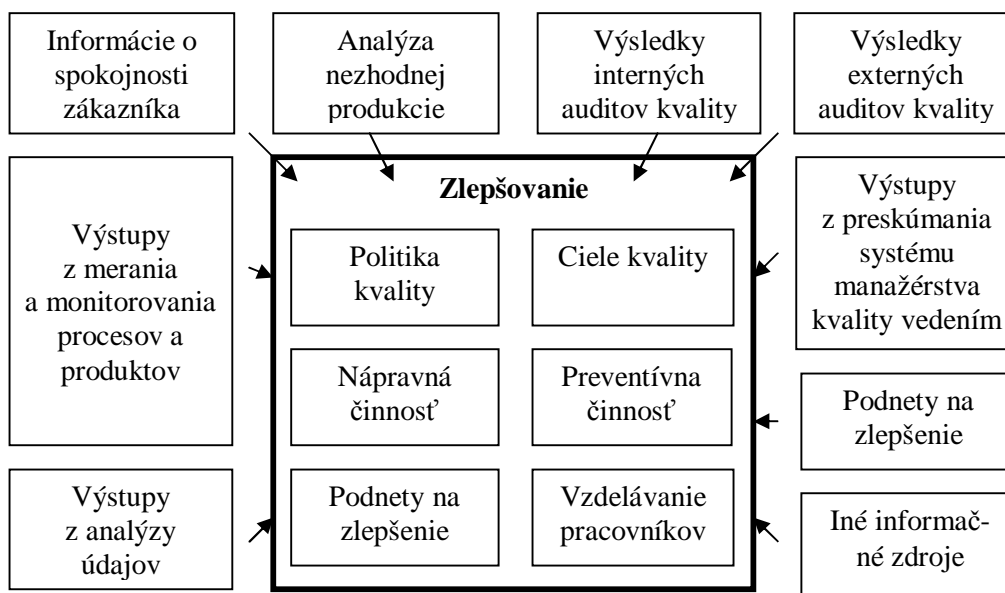 Informácie o
spokojnosti
zákazníka
Analýza
nezhodnej
produkcie
Výsledky
interných
auditov kvality
Výsledky
externých
auditov kvality
Výstupy
z merania
a monitorovania
procesov a
produktov
Zlepšovanie
Politika
kvality
Ciele kvality
Nápravná
činnosť
Preventívna
činnosť
Podnety na
zlepšenie
Vzdelávanie
pracovníkov
Výstupy
z preskúmania
systému
manažérstva
kvality vedením
Podnety na
zlepšenie
Výstupy
z analýzy
údajov
Iné informač-
né zdroje